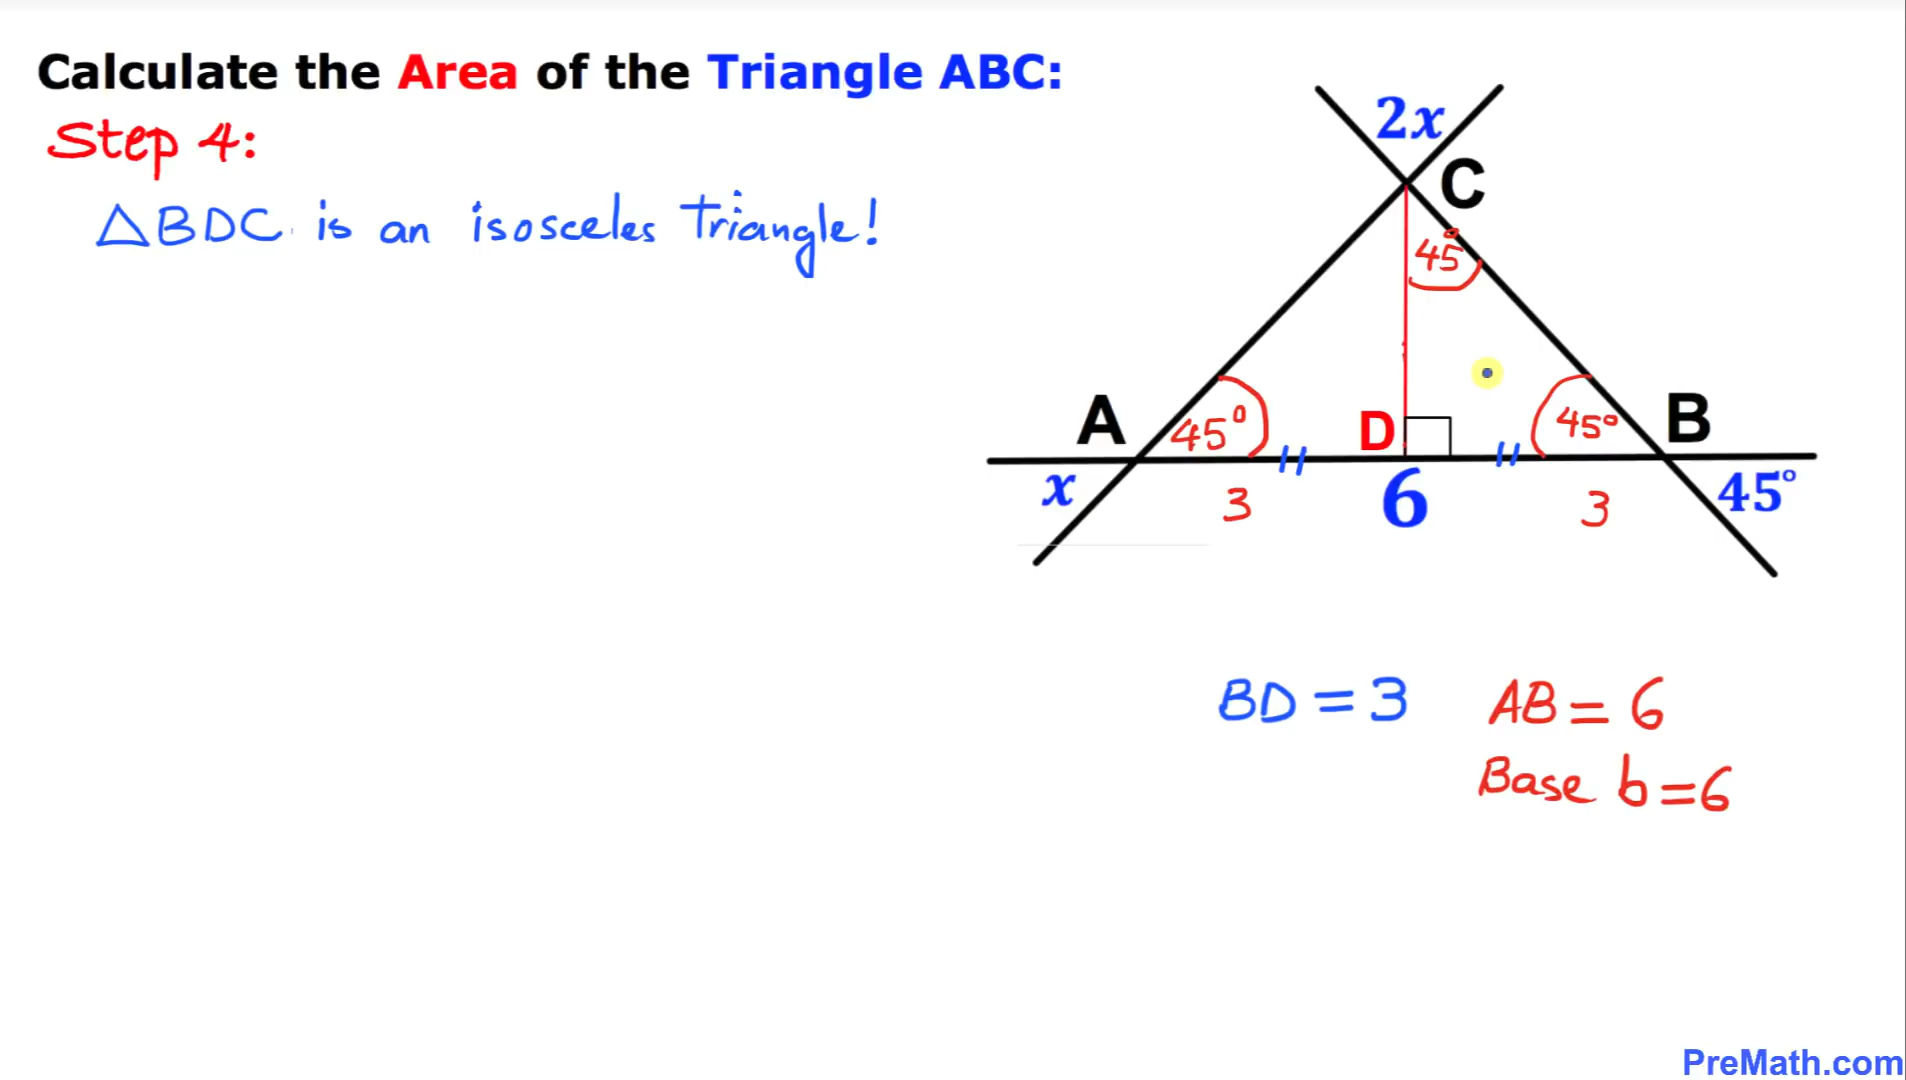 Calculate the Area of the Triangle ABC:
Step 4:
△BDC is an isosceles Triangle!
2x
C
45°
A
45°
D
45°
B
x
3
6
3
45°
BD = 3
AB = 6
Base b = 6
PreMath.com